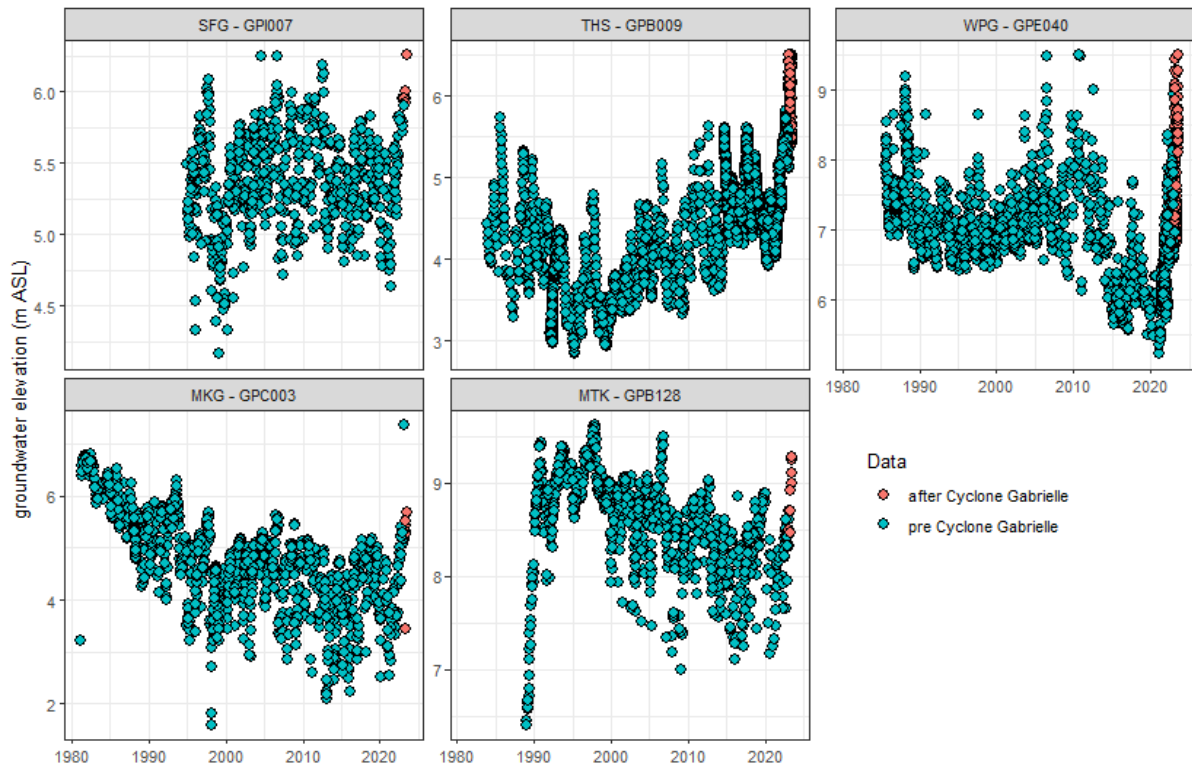 SFG - GPI007
THS - GPB009
WPG - GPE040
6.0
5.5
5.0
4.5
6
5
4
3
9
8
7
6
1980 1990 2000 2010 2020
MKG - GPC003
MTK - GPB128
6
4
2
9
8
7
1980 1990 2000 2010 2020
1980 1990 2000 2010 2020
groundwater elevation (m ASL)
Data
after Cyclone Gabrielle
pre Cyclone Gabrielle